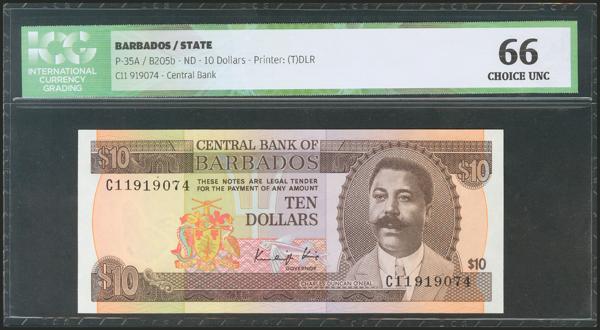 ICG
INTERNATIONAL
CURRENCY
GRADING
BARBADOS / STATE
P-35A / B205b - ND - 10 Dollars - Printer: (T)DLR
C11 919074 - Central Bank
66
CHOICE UNC
$10
CENTRAL BANK OF
BARBADOS
$10
C11919074
THESE NOTES ARE LEGAL TENDER
FOR THE PAYMENT OF ANY AMOUNT
TEN
DOLLARS
GOVERNOR
$10
CHARLES DUNCAN O'NEAL
C11919074
$10